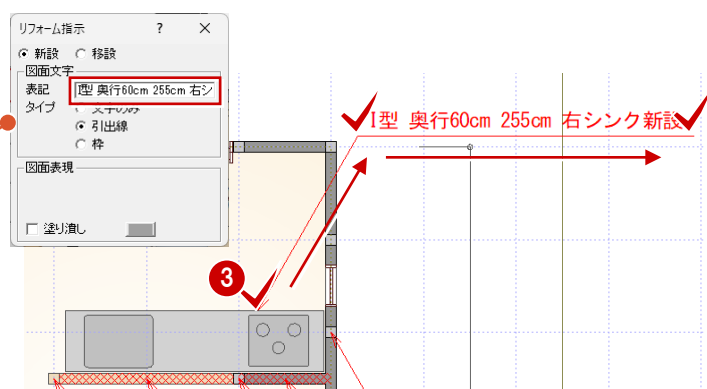 リフォーム指示 ? ×
新設 移設
図面文字
表記 I型 奥行60cm 255cm 右シ
タイプ 文字のみ
引出線
枠
図面表現
塗り潰し
I型 奥行60cm 255cm 右シンク新設
3